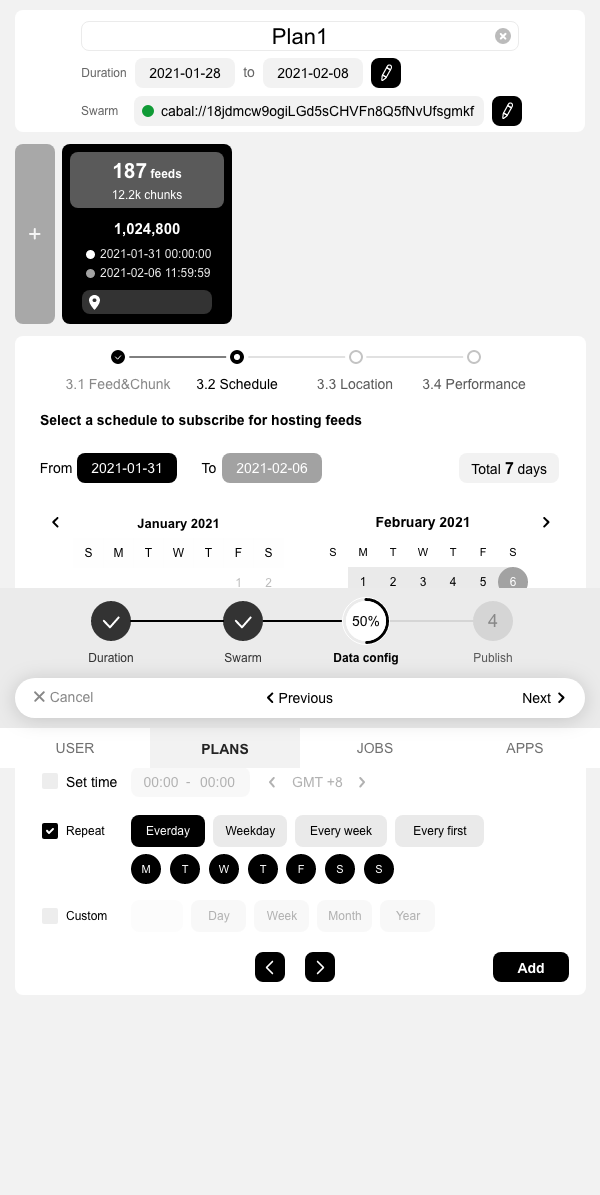 Plan1
Duration 2021-01-28 to 2021-02-08
Swarm cabal://18jdmcw9ogiLGd5sCHVFn8Q5fNvUfsgmkf
+
187 feeds
12.2k chunks
1,024,800
2021-01-31 00:00:00
2021-02-06 11:59:59
3.1 Feed&Chunk 3.2 Schedule 3.3 Location 3.4 Performance
Select a schedule to subscribe for hosting feeds
From 2021-01-31 To 2021-02-06 Total 7 days
January 2021 February 2021
S M T W T F S S M T W T F S
1 2 1 2 3 4 5 6
50% 4
Duration Swarm Data config Publish
Cancel Previous Next
USER PLANS JOBS APPS
Set time 00:00 - 00:00 GMT +8
Repeat Everday Weekday Every week Every first
M T W T F S S
Custom Day Week Month Year
Add